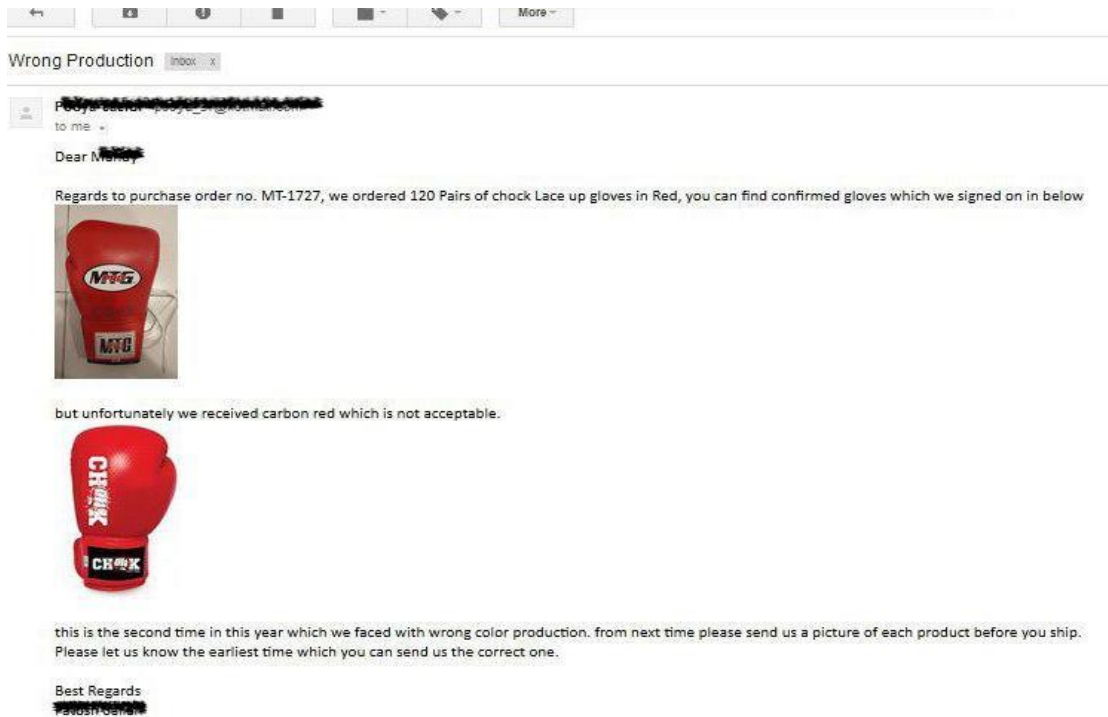 More
Wrong Production Inbox x
to me
Dear
Regards to purchase order no. MT-1727, we ordered 120 Pairs of chock Lace up gloves in Red, you can find confirmed gloves which we signed on in below
MTG
MTG
but unfortunately we received carbon red which is not acceptable.
CHOCK
CHOCK
this is the second time in this year which we faced with wrong color production. from next time please send us a picture of each product before you ship.
Please let us know the earliest time which you can send us the correct one.
Best Regards